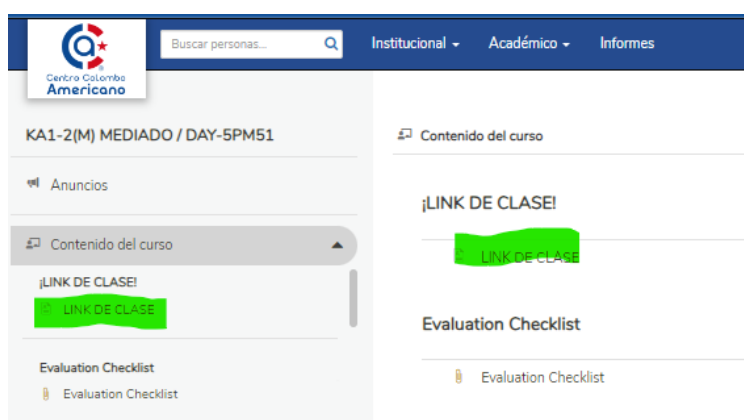 Centro Colombo
Americano
Buscar personas...
Institucional
Académico
Informes
KA1-2(M) MEDIADO / DAY-5PM51
Anuncios
Contenido del curso
¡LINK DE CLASE!
LINK DE CLASE
Evaluation Checklist
Evaluation Checklist
Contenido del curso
¡LINK DE CLASE!
LINK DE CLASE
Evaluation Checklist
Evaluation Checklist